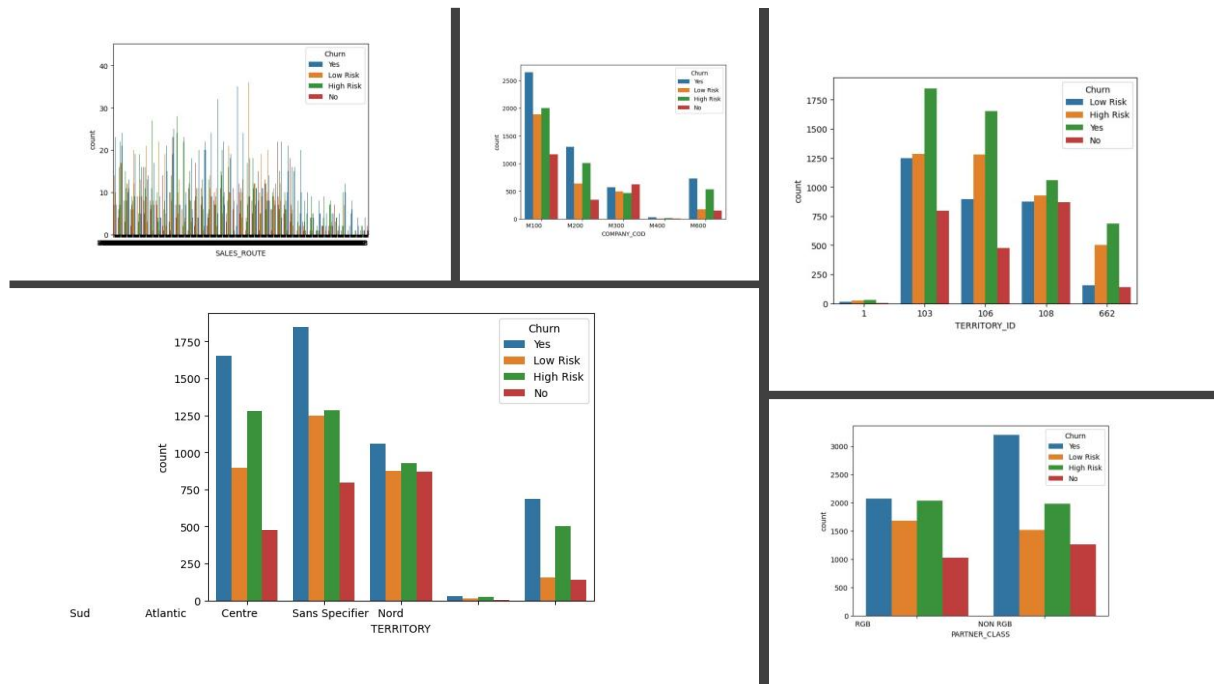 Churn
Yes
Low Risk
High Risk
No
40
30
20
10
0
count
SALES_ROUTE
Churn
Yes
Low Risk
High Risk
No
2500
2000
1500
1000
500
0
count
M100 M200 M300 M400 M600
COMPANY_COD
Churn
Low Risk
High Risk
Yes
No
1750
1500
1250
1000
750
500
250
0
count
1 103 106 108 662
TERRITORY_ID
Churn
Yes
Low Risk
High Risk
No
1750
1500
1250
1000
750
500
250
0
count
Sud Atlantic Centre Sans Specifier Nord
TERRITORY
Churn
Yes
Low Risk
High Risk
No
3000
2500
2000
1500
1000
500
0
count
RGB NON RGB
PARTNER_CLASS